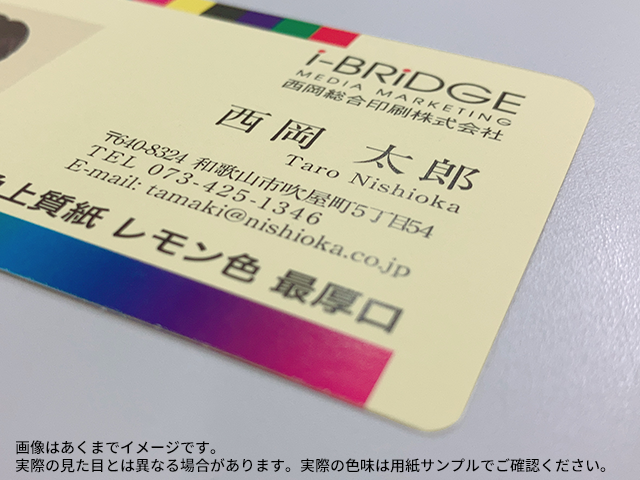 i-BRiDGE
MEDIA MARKETING
西岡総合印刷株式会社
西岡 太郎
Taro Nishioka
〒640-8324 和歌山市吹屋町5丁目54
TEL 073-425-1346
E-mail: tamaki@nishioka.co.jp
上質紙 レモン色 最厚口
画像はあくまでイメージです。
実際の見た目とは異なる場合があります。実際の色味は用紙サンプルでご確認ください。